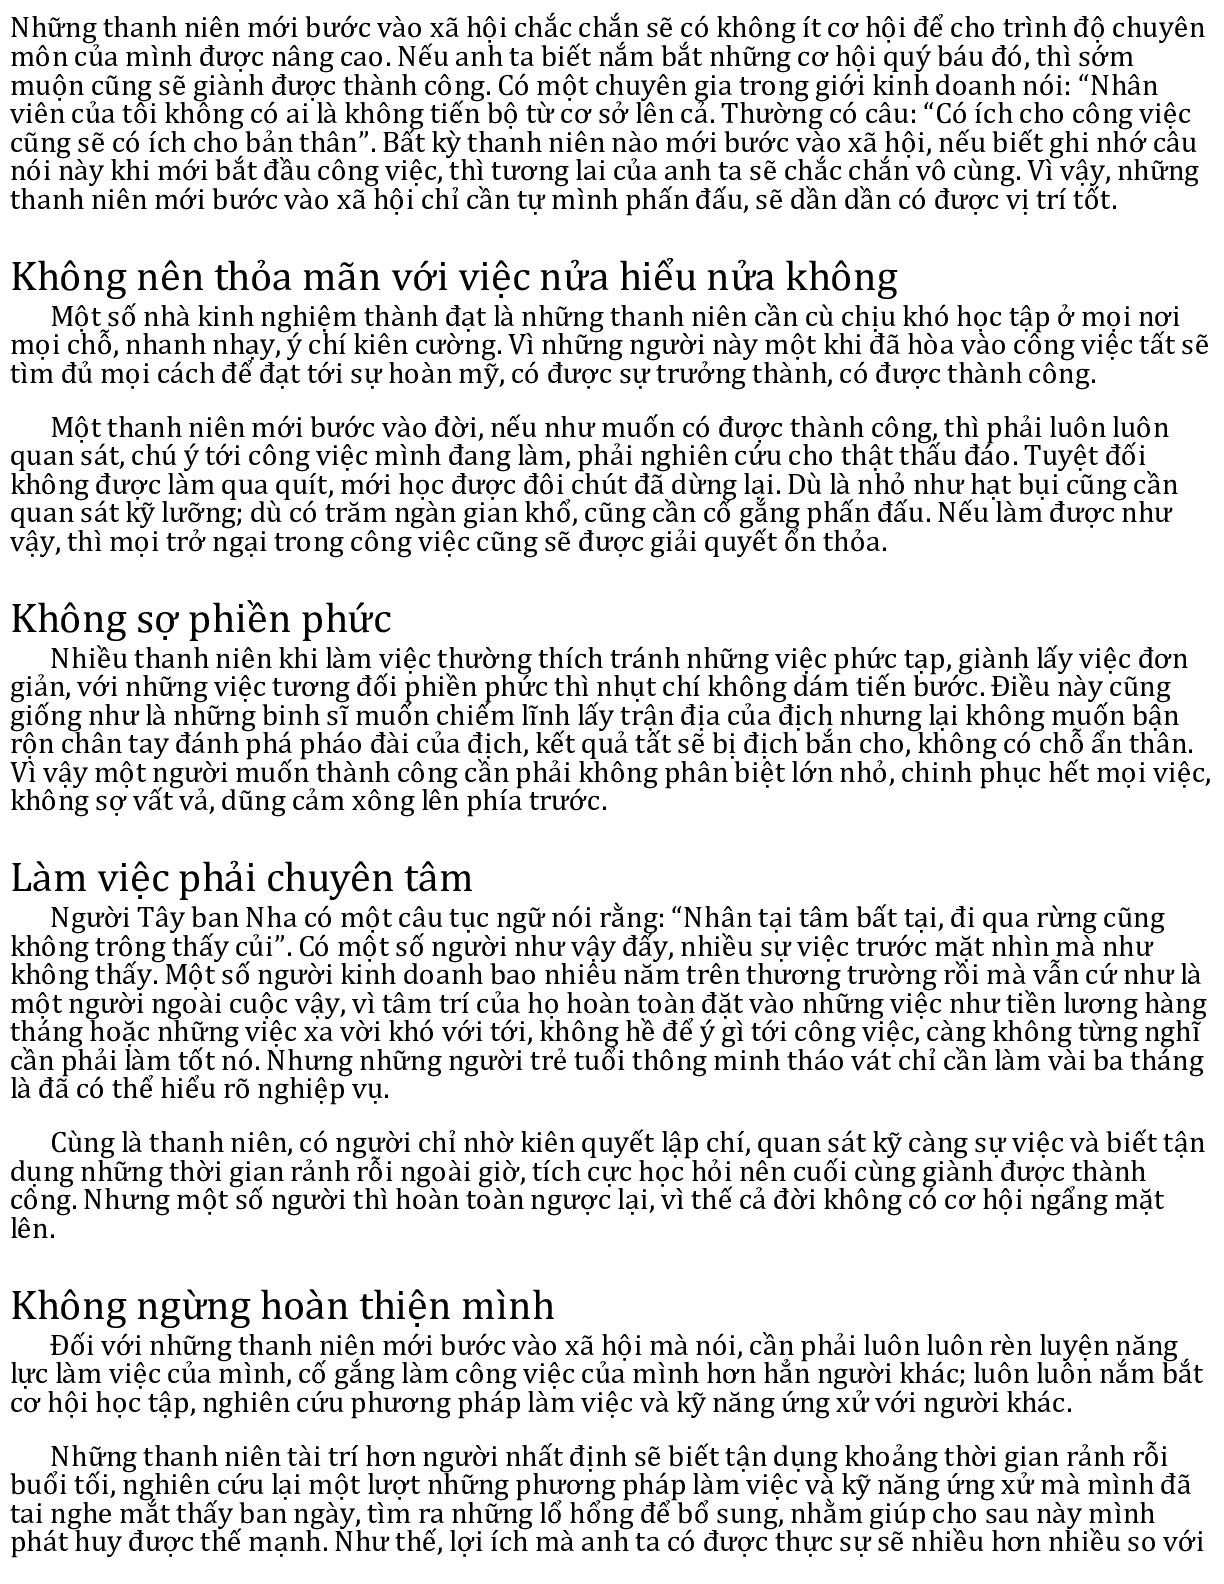 Những thanh niên mới bước vào xã hội chắc chắn sẽ có không ít cơ hội để cho trình độ chuyên
môn của mình được nâng cao. Nếu anh ta biết nắm bắt những cơ hội quý báu đó, thì sớm
muộn cũng sẽ giành được thành công. Có một chuyên gia trong giới kinh doanh nói: “Nhân
viên của tôi không có ai là không tiến bộ từ cơ sở lên cả. Thường có câu: “Có ích cho công việc
cũng sẽ có ích cho bản thân”. Bất kỳ thanh niên nào mới bước vào xã hội, nếu biết ghi nhớ câu
nói này khi mới bắt đầu công việc, thì tương lai của anh ta sẽ chắc chắn vô cùng. Vì vậy, những
thanh niên mới bước vào xã hội chỉ cần tự mình phấn đấu, sẽ dần dần có được vị trí tốt.
Không nên thỏa mãn với việc nửa hiểu nửa không
Một số nhà kinh nghiệm thành đạt là những thanh niên cần cù chịu khó học tập ở mọi nơi
mọi chỗ, nhanh nhạy, ý chí kiên cường. Vì những người này một khi đã hòa vào công việc tất sẽ
tìm đủ mọi cách để đạt tới sự hoàn mỹ, có được sự trưởng thành, có được thành công.
Một thanh niên mới bước vào đời, nếu như muốn có được thành công, thì phải luôn luôn
quan sát, chú ý tới công việc mình đang làm, phải nghiên cứu cho thật thấu đáo. Tuyệt đối
không được làm qua quít, mới học được đôi chút đã dừng lại. Dù là nhỏ như hạt bụi cũng cần
quan sát kỹ lưỡng; dù có trăm ngàn gian khổ, cũng cần cố gắng phấn đấu. Nếu làm được như
vậy, thì mọi trở ngại trong công việc cũng sẽ được giải quyết ổn thỏa.
Không sợ phiền phức
Nhiều thanh niên khi làm việc thường thích tránh những việc phức tạp, giành lấy việc đơn
giản, với những việc tương đối phiền phức thì nhụt chí không dám tiến bước. Điều này cũng
giống như là những binh sĩ muốn chiếm lĩnh lấy trận địa của địch nhưng lại không muốn bận
rộn chân tay đánh phá pháo đài của địch, kết quả tất sẽ bị địch bắn cho, không có chỗ ẩn thân.
Vì vậy một người muốn thành công cần phải không phân biệt lớn nhỏ, chinh phục hết mọi việc,
không sợ vất vả, dũng cảm xông lên phía trước.
Làm việc phải chuyên tâm
Người Tây ban Nha có một câu tục ngữ nói rằng: “Nhân tại tâm bất tại, đi qua rừng cũng
không trông thấy củi”. Có một số người như vậy đấy, nhiều sự việc trước mặt nhìn mà như
không thấy. Một số người kinh doanh bao nhiêu năm trên thương trường rồi mà vẫn cứ như là
một người ngoài cuộc vậy, vì tâm trí của họ hoàn toàn đặt vào những việc như tiền lương hàng
tháng hoặc những việc xa vời khó với tới, không hề để ý gì tới công việc, càng không từng nghĩ
cần phải làm tốt nó. Nhưng những người trẻ tuổi thông minh tháo vát chỉ cần làm vài ba tháng
là đã có thể hiểu rõ nghiệp vụ.
Cùng là thanh niên, có người chỉ nhờ kiên quyết lập chí, quan sát kỹ càng sự việc và biết tận
dụng những thời gian rảnh rỗi ngoài giờ, tích cực học hỏi nên cuối cùng giành được thành
công. Nhưng một số người thì hoàn toàn ngược lại, vì thế cả đời không có cơ hội ngẩng mặt
lên.
Không ngừng hoàn thiện mình
Đối với những thanh niên mới bước vào xã hội mà nói, cần phải luôn luôn rèn luyện năng
lực làm việc của mình, cố gắng làm công việc của mình hơn hẳn người khác; luôn luôn nắm bắt
cơ hội học tập, nghiên cứu phương pháp làm việc và kỹ năng ứng xử với người khác.
Những thanh niên tài trí hơn người nhất định sẽ biết tận dụng khoảng thời gian rảnh rỗi
buổi tối, nghiên cứu lại một lượt những phương pháp làm việc và kỹ năng ứng xử mà mình đã
tai nghe mắt thấy ban ngày, tìm ra những lổ hổng để bổ sung, nhằm giúp cho sau này mình
phát huy được thế mạnh. Như thế, lợi ích mà anh ta có được thực sự sẽ nhiều hơn nhiều so với